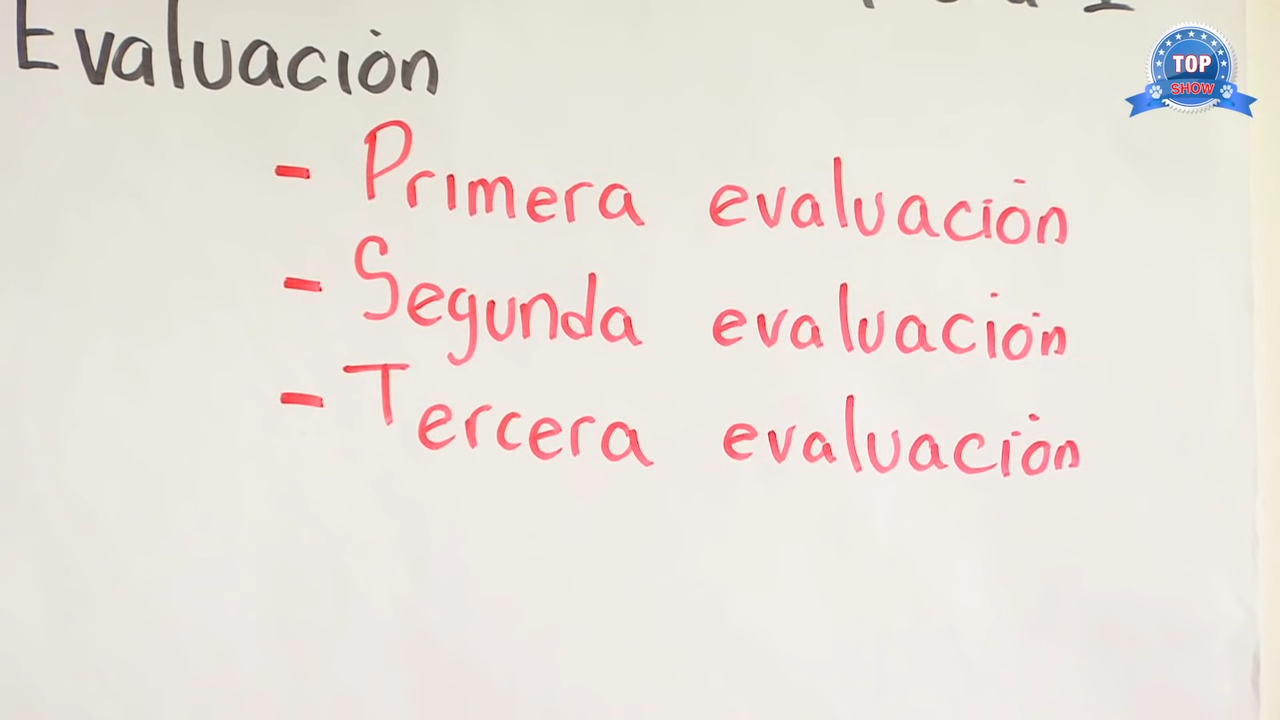 Evaluación
TOP
SHOW
- Primera evaluación
- Segunda evaluación
- Tercera evaluación